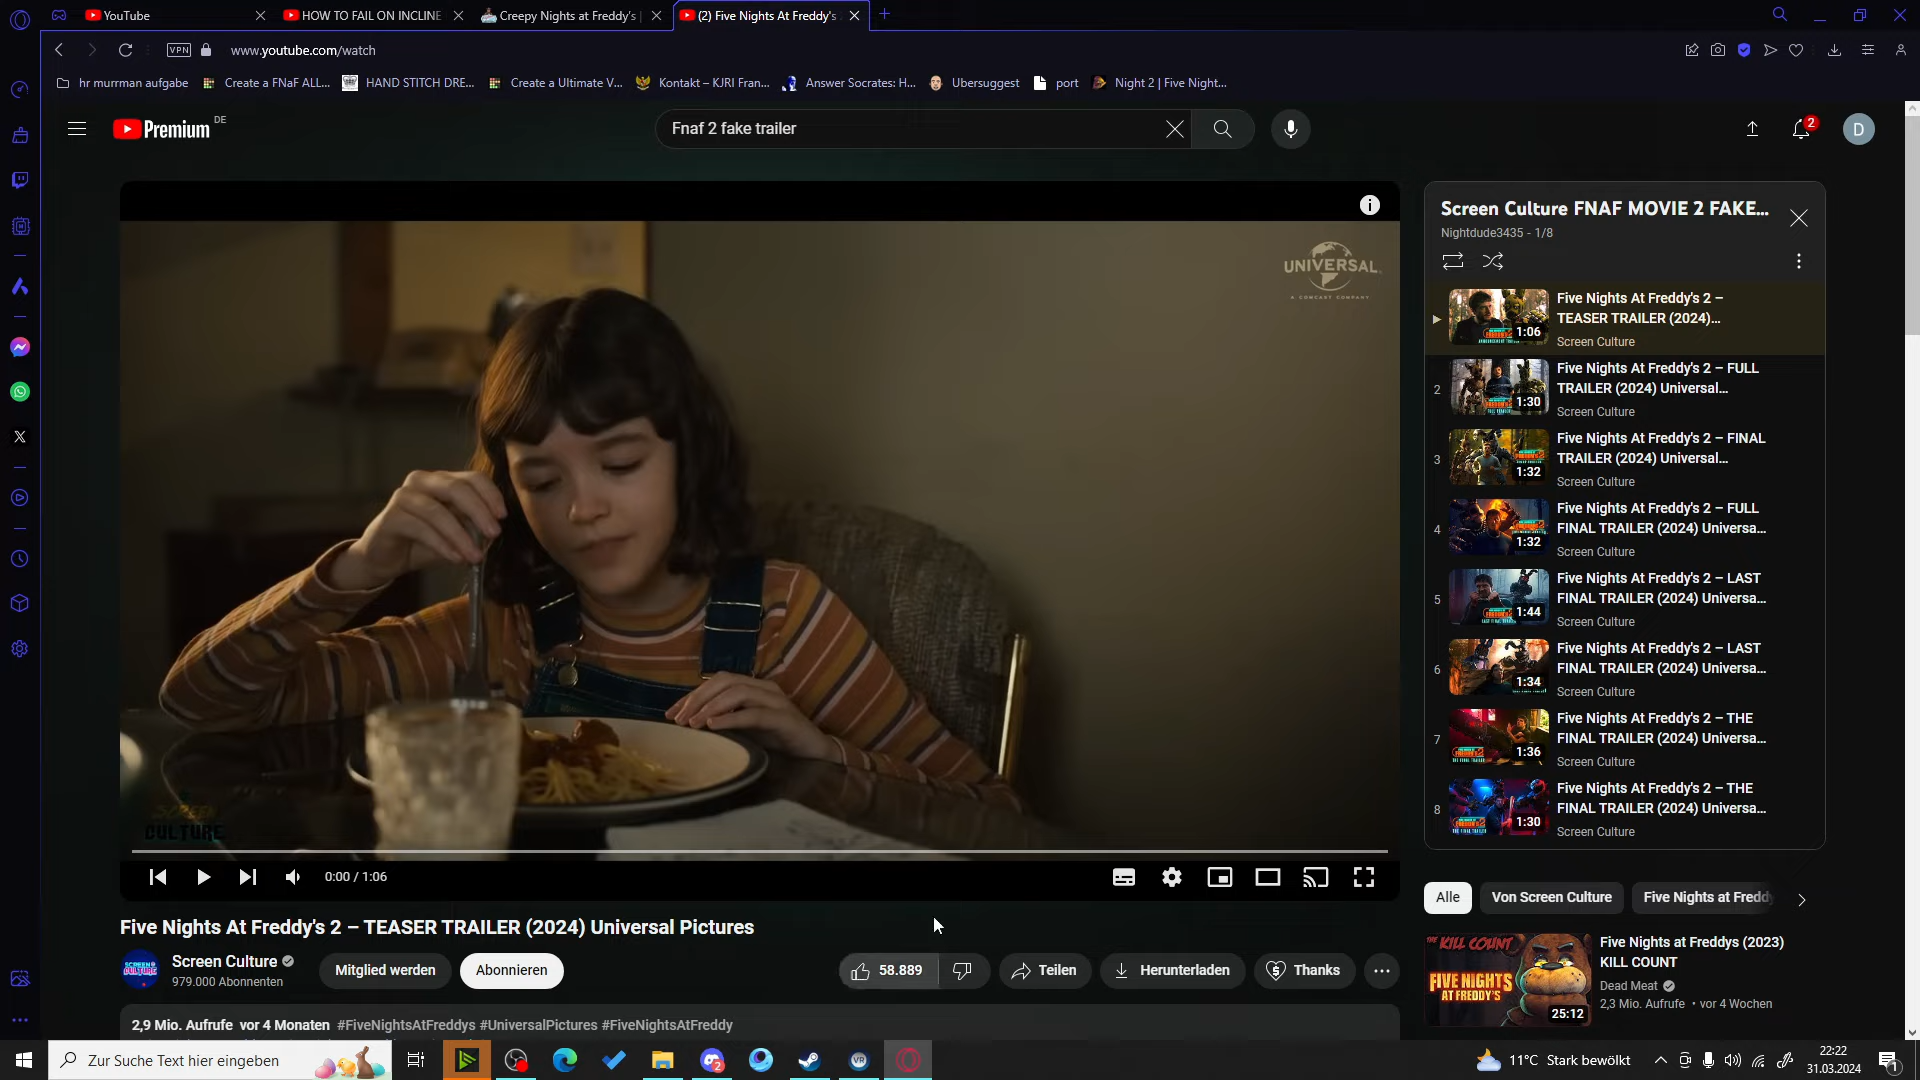 YouTube
HOW TO FAIL ON INCLINE
Creepy Nights at Freddy's |
(2) Five Nights At Freddy's
VPN
www.youtube.com/watch
hr murrman aufgabe
Create a FNaF ALL...
HAND STITCH DRE...
Create a Ultimate V...
Kontakt – KJRI Fran...
Answer Socrates: H...
Ubersuggest
port
Night 2 | Five Night...
Premium DE
Fnaf 2 fake trailer
2
D
UNIVERSAL
A COMCAST COMPANY
SCREEN
CULTURE
0:00 / 1:06
Five Nights At Freddy's 2 – TEASER TRAILER (2024) Universal Pictures
Screen Culture
979.000 Abonnenten
Mitglied werden
Abonnieren
58.889
Teilen
Herunterladen
Thanks
2,9 Mio. Aufrufe vor 4 Monaten #FiveNightsAtFreddys #UniversalPictures #FiveNightsAtFreddy
Screen Culture FNAF MOVIE 2 FAKE...
Nightdude3435 - 1/8
1:06
Five Nights At Freddy's 2 –
TEASER TRAILER (2024)...
Screen Culture
2
1:30
Five Nights At Freddy's 2 – FULL
TRAILER (2024) Universal...
Screen Culture
3
1:32
Five Nights At Freddy's 2 – FINAL
TRAILER (2024) Universal...
Screen Culture
4
1:32
Five Nights At Freddy's 2 – FULL
FINAL TRAILER (2024) Universa...
Screen Culture
5
1:44
Five Nights At Freddy's 2 – LAST
FINAL TRAILER (2024) Universa...
Screen Culture
6
1:34
Five Nights At Freddy's 2 – LAST
FINAL TRAILER (2024) Universa...
Screen Culture
7
1:36
Five Nights At Freddy's 2 – THE
FINAL TRAILER (2024) Universa...
Screen Culture
8
1:30
Five Nights At Freddy's 2 – THE
FINAL TRAILER (2024) Universa...
Screen Culture
Alle
Von Screen Culture
Five Nights at Freddy
THE KILL COUNT
FIVE NIGHTS
AT FREDDY'S
25:12
Five Nights at Freddys (2023)
KILL COUNT
Dead Meat
2,3 Mio. Aufrufe • vor 4 Wochen
Zur Suche Text hier eingeben
2
VR
11°C Stark bewölkt
22:22
31.03.2024
1